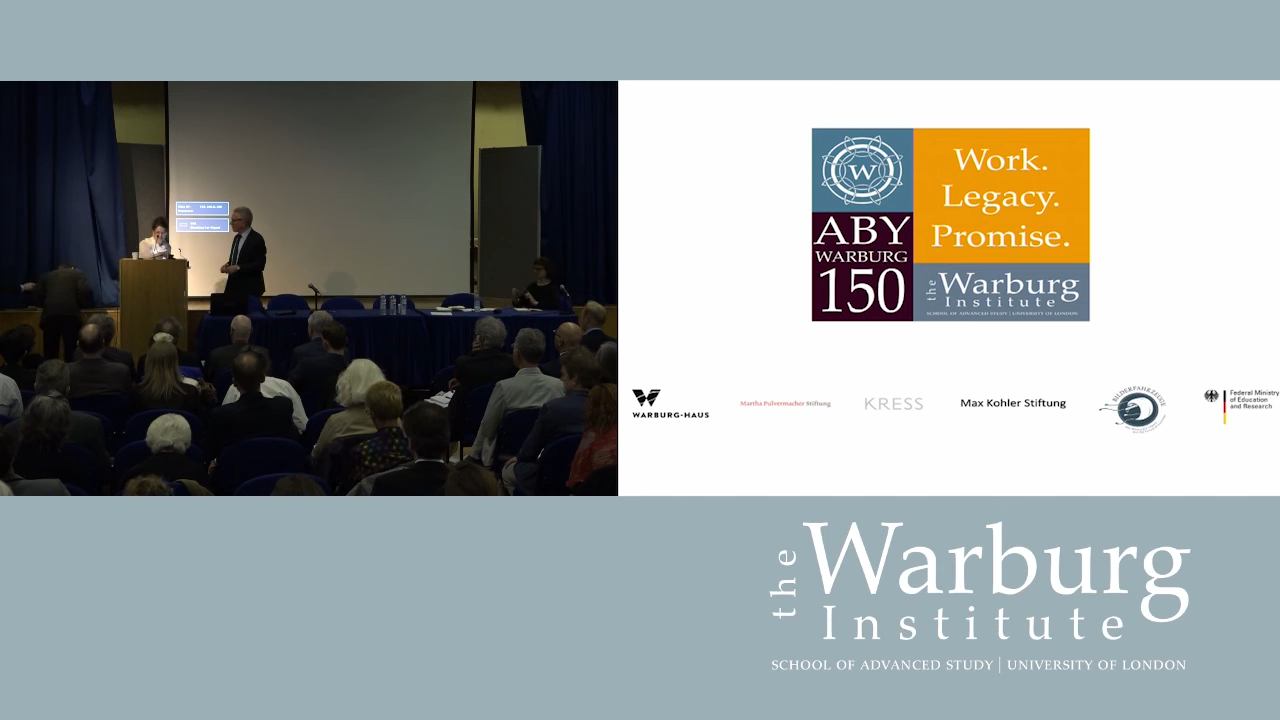 W
Work.
Legacy.
Promise.
ABY
WARBURG
150
the
Warburg
Institute
SCHOOL OF ADVANCED STUDY | UNIVERSITY OF LONDON
WARBURG-HAUS
Martha Pulvermacher Stiftung
KRESS
Max Kohler Stiftung
BILDERFAHRZEUGE
Federal Ministry
of Education
and Research
the
Warburg
Institute
SCHOOL OF ADVANCED STUDY | UNIVERSITY OF LONDON